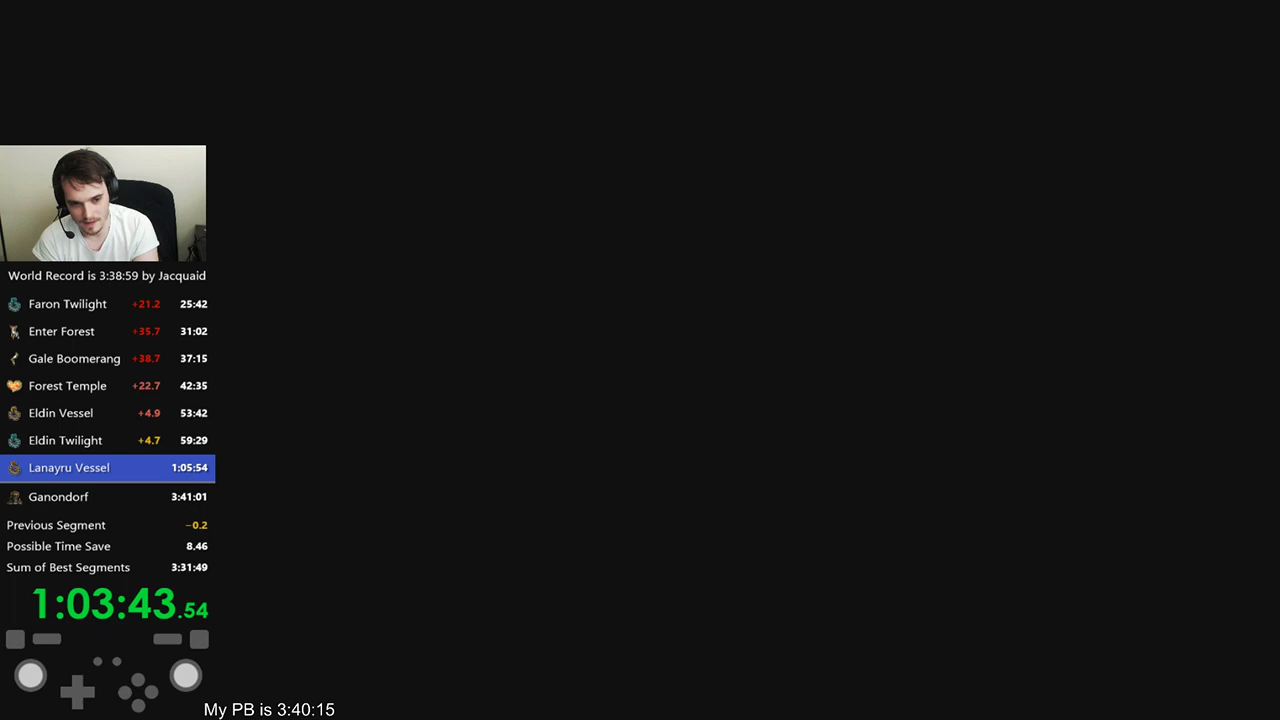 World Record is 3:38:59 by Jacquaid
Faron Twilight +21.2 25:42
Enter Forest +35.7 31:02
Gale Boomerang +38.7 37:15
Forest Temple +22.7 42:35
Eldin Vessel +4.9 53:42
Eldin Twilight +4.7 59:29
Lanayru Vessel 1:05:54
Ganondorf 3:41:01
Previous Segment −0.2
Possible Time Save 8.46
Sum of Best Segments 3:31:49
1:03:43.54
My PB is 3:40:15